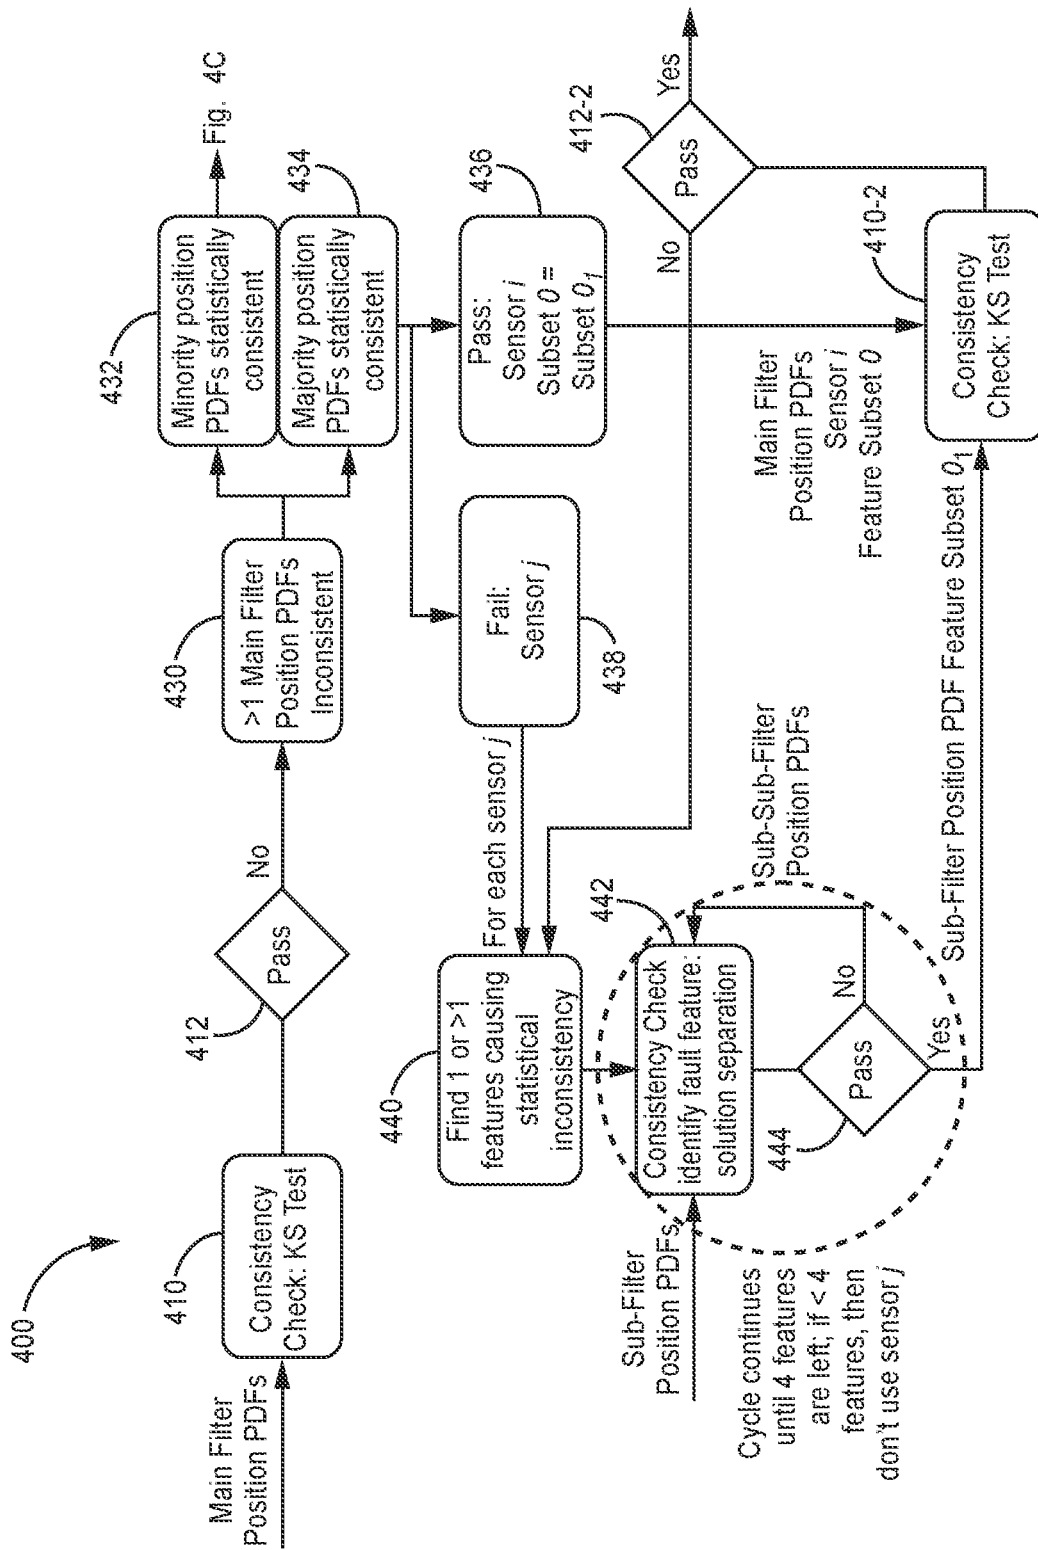 400
Main Filter
Position PDFs
410
Consistency
Check: KS Test
412
Pass
No
430
>1 Main Filter
Position PDFs
Inconsistent
432
Minority position
PDFs statistically
consistent
Fig. 4C
434
Majority position
PDFs statistically
consistent
436
Pass:
Sensor i
Subset 0 =
Subset 0₁
Fail:
Sensor j
438
For each sensor j
440
Find 1 or >1
features causing
statistical
inconsistency
Sub-Filter
Position PDFs
442
Consistency Check
identify fault feature:
solution separation
Sub-Sub-Filter
Position PDFs
444
Pass
No
Yes
Cycle continues
until 4 features
are left; if < 4
features, then
don't use sensor j
Sub-Filter Position PDF Feature Subset 0₁
Main Filter
Position PDFs
Sensor i
Feature Subset 0
410-2
Consistency
Check: KS Test
412-2
Pass
No
Yes